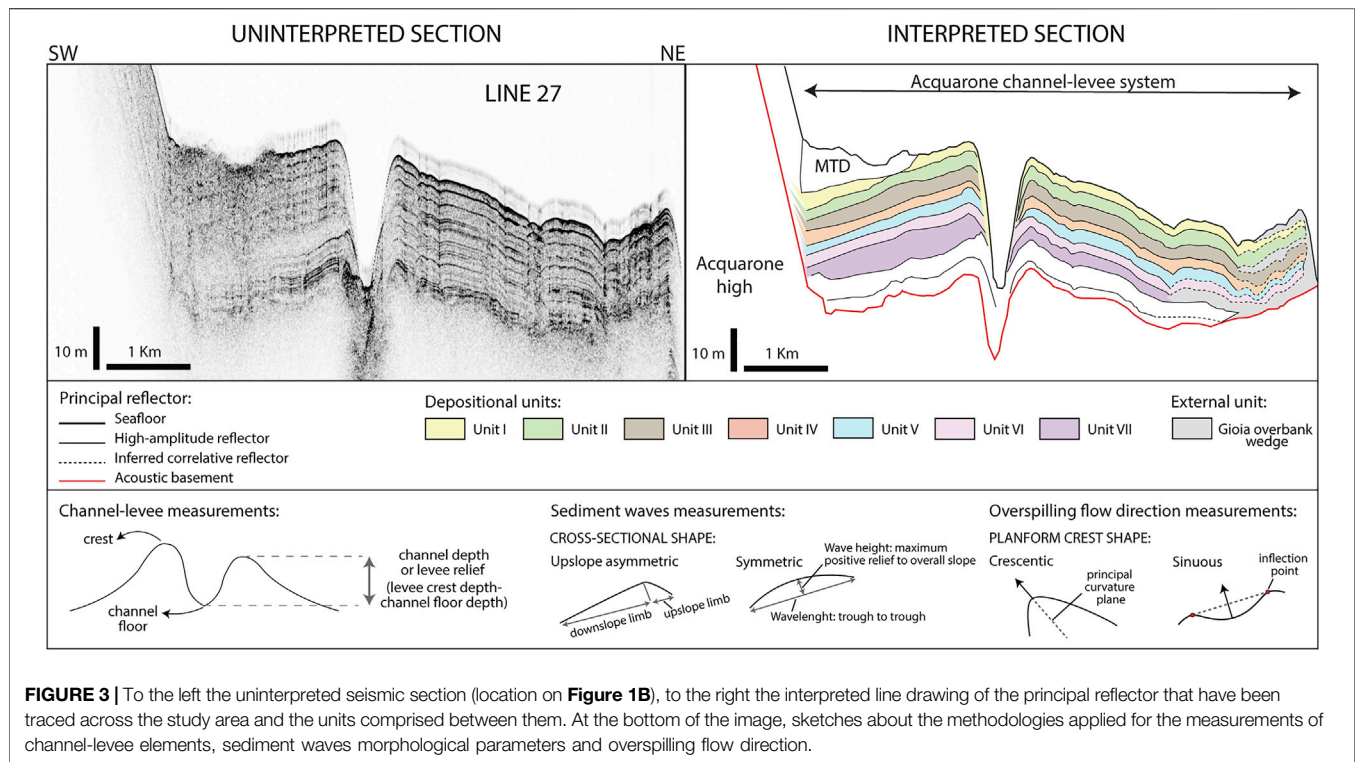 UNINTERPRETED SECTION
INTERPRETED SECTION
SW
NE
LINE 27
10 m
1 Km
Acquarone channel-levee system
MTD
Acquarone
high
10 m
1 Km
Principal reflector:
Seafloor
High-amplitude reflector
Inferred correlative reflector
Acoustic basement
Depositional units:
Unit I
Unit II
Unit III
Unit IV
Unit V
Unit VI
Unit VII
External unit:
Gioia overbank
wedge
Channel-levee measurements:
crest
channel
floor
channel depth
or levee relief
(levee crest depth-
channel floor depth)
Sediment waves measurements:
CROSS-SECTIONAL SHAPE:
Upslope asymmetric
downslope limb
upslope limb
Symmetric
Wave height: maximum
positive relief to overall slope
Wavelenght: trough to trough
Overspilling flow direction measurements:
PLANFORM CREST SHAPE:
Crescentic
principal
curvature
plane
Sinuous
inflection
point
FIGURE 3 | To the left the uninterpreted seismic section (location on Figure 1B), to the right the interpreted line drawing of the principal reflector that have been
traced across the study area and the units comprised between them. At the bottom of the image, sketches about the methodologies applied for the measurements of
channel-levee elements, sediment waves morphological parameters and overspilling flow direction.